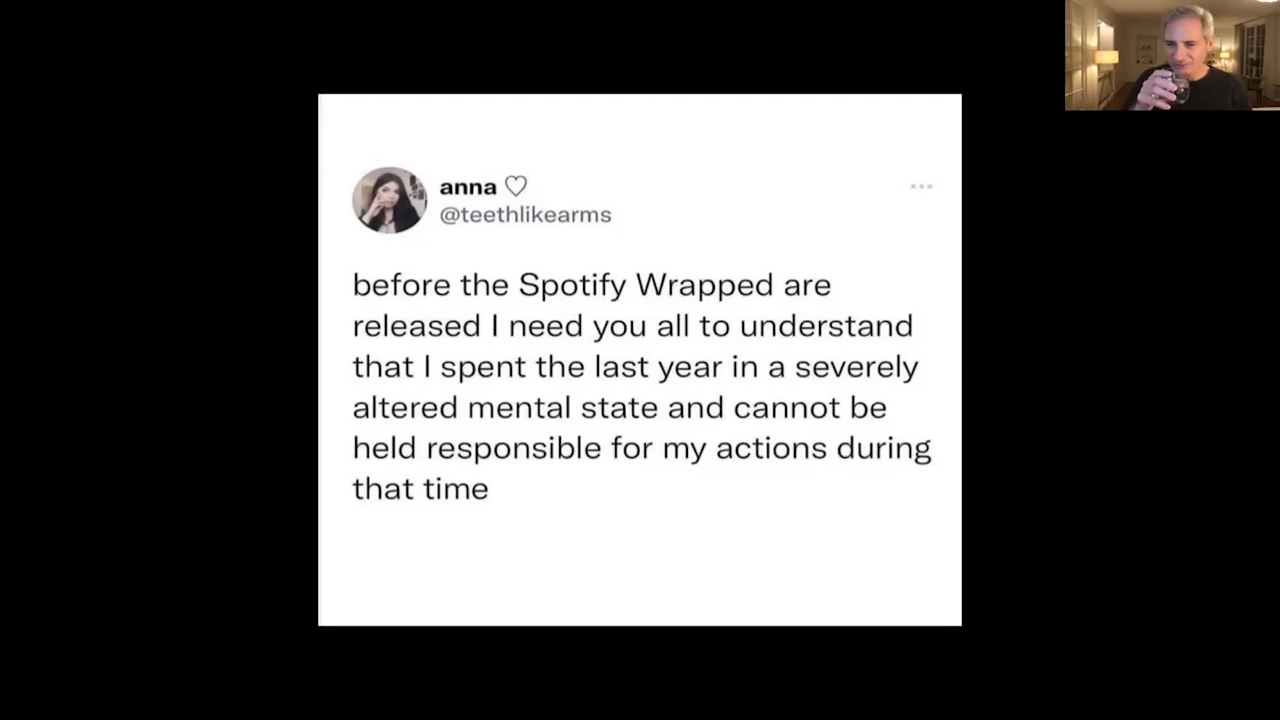 anna ♡
@teethlikearms
before the Spotify Wrapped are
released I need you all to understand
that I spent the last year in a severely
altered mental state and cannot be
held responsible for my actions during
that time